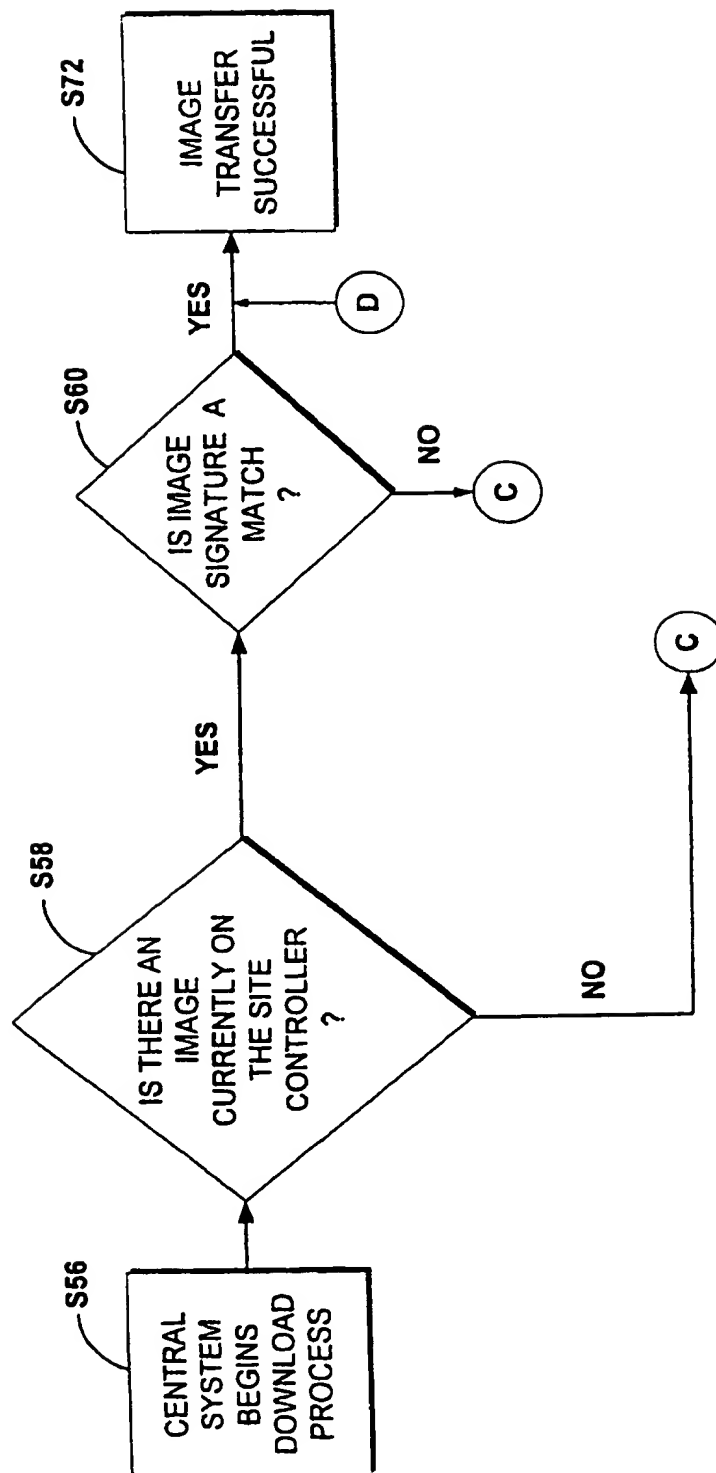 S56
CENTRAL
SYSTEM
BEGINS
DOWNLOAD
PROCESS
S58
IS THERE AN
IMAGE
CURRENTLY ON
THE SITE
CONTROLLER
?
YES
NO
C
S60
IS IMAGE
SIGNATURE A
MATCH
?
YES
NO
C
D
S72
IMAGE
TRANSFER
SUCCESSFUL